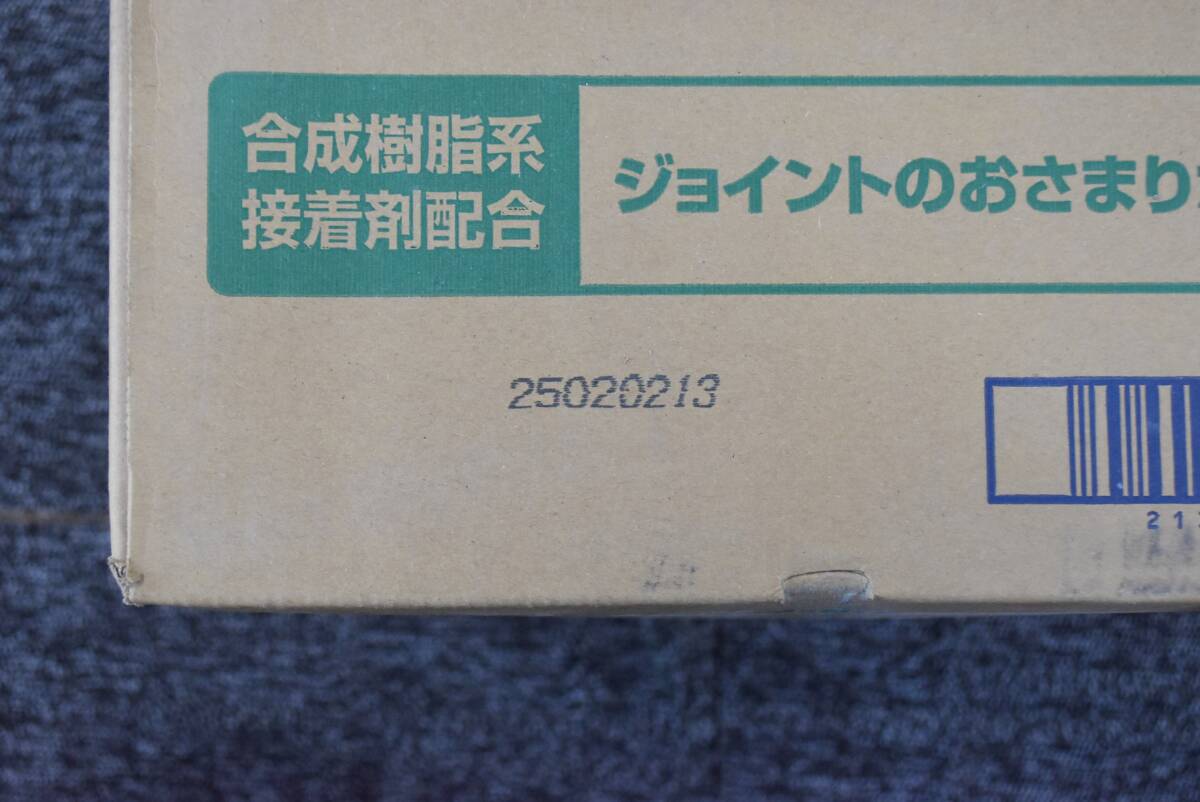 合成樹脂系
接着剤配合
ジョイントのおさまり
25020213
21